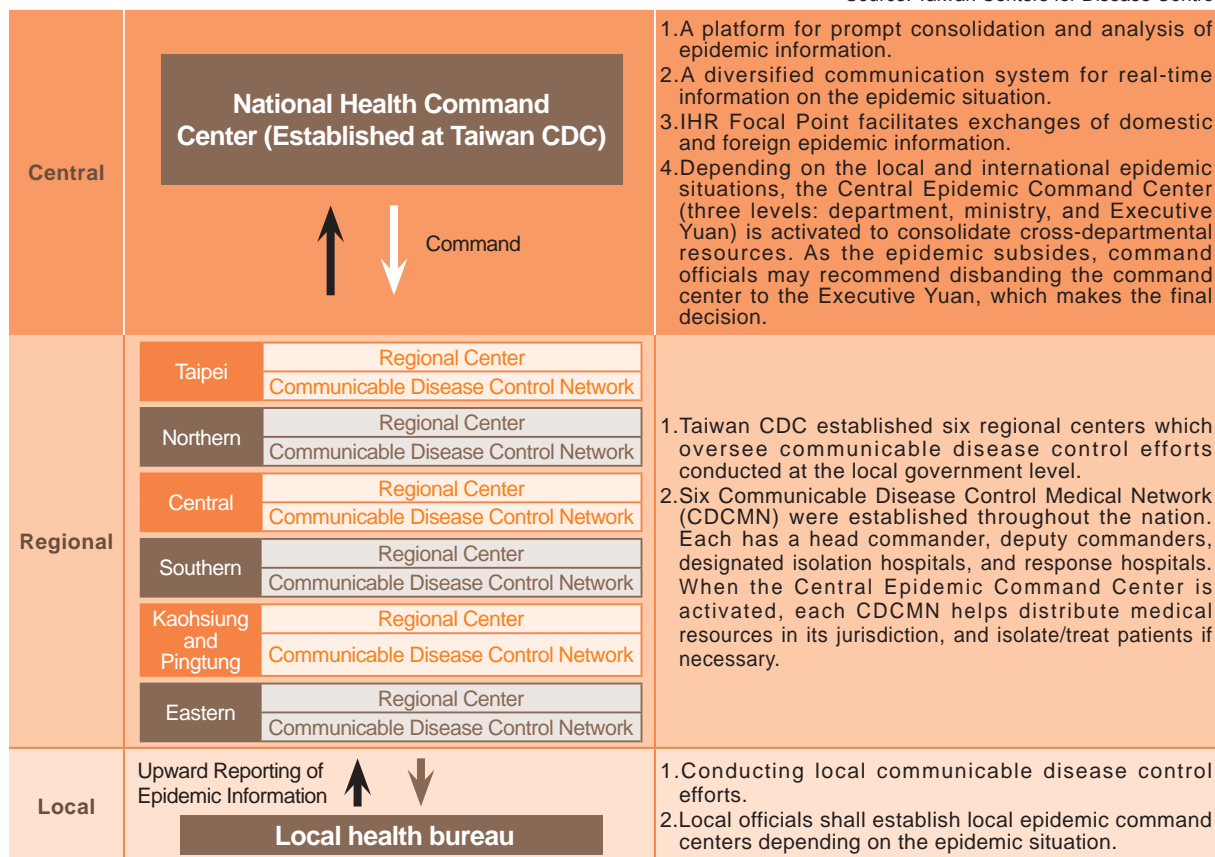 Source: Taiwan Centers for Disease Contro
Central
National Health Command
Center (Established at Taiwan CDC)
Command
1.A platform for prompt consolidation and analysis of
epidemic information.
2.A diversified communication system for real-time
information on the epidemic situation.
3.IHR Focal Point facilitates exchanges of domestic
and foreign epidemic information.
4.Depending on the local and international epidemic
situations, the Central Epidemic Command Center
(three levels: department, ministry, and Executive
Yuan) is activated to consolidate cross-departmental
resources. As the epidemic subsides, command
officials may recommend disbanding the command
center to the Executive Yuan, which makes the final
decision.
Regional
Taipei
Regional Center
Communicable Disease Control Network
Northern
Regional Center
Communicable Disease Control Network
Central
Regional Center
Communicable Disease Control Network
Southern
Regional Center
Communicable Disease Control Network
Kaohsiung
and
Pingtung
Regional Center
Communicable Disease Control Network
Eastern
Regional Center
Communicable Disease Control Network
1.Taiwan CDC established six regional centers which
oversee communicable disease control efforts
conducted at the local government level.
2.Six Communicable Disease Control Medical Network
(CDCMN) were established throughout the nation.
Each has a head commander, deputy commanders,
designated isolation hospitals, and response hospitals.
When the Central Epidemic Command Center is
activated, each CDCMN helps distribute medical
resources in its jurisdiction, and isolate/treat patients if
necessary.
Local
Upward Reporting of
Epidemic Information
Local health bureau
1.Conducting local communicable disease control
efforts.
2.Local officials shall establish local epidemic command
centers depending on the epidemic situation.